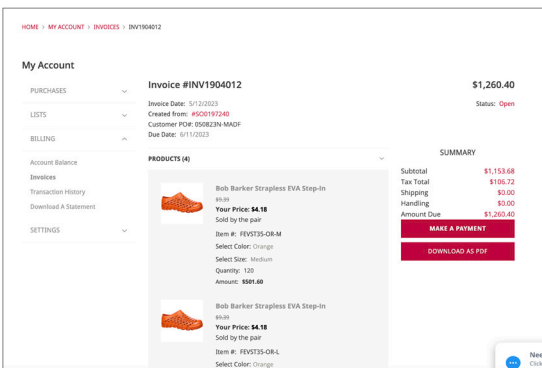 HOME > MY ACCOUNT > INVOICES > INV1904012
My Account
PURCHASES
LISTS
BILLING
Account Balance
Invoices
Transaction History
Download A Statement
SETTINGS
Invoice #INV1904012
$1,260.40
Invoice Date: 5/12/2023
Status: Open
Created from: #SO0197240
Customer PO#: 050823N-MADF
Due Date: 6/11/2023
PRODUCTS (4)
Bob Barker Strapless EVA Step-In
$9.39
Your Price: $4.18
Sold by the pair
Item #: FEVST35-OR-M
Select Color: Orange
Select Size: Medium
Quantity: 120
Amount: $501.60
Bob Barker Strapless EVA Step-In
$9.39
Your Price: $4.18
Sold by the pair
Item #: FEVST35-OR-L
Select Color: Orange
SUMMARY
Subtotal $1,153.68
Tax Total $106.72
Shipping $0.00
Handling $0.00
Amount Due $1,260.40
MAKE A PAYMENT
DOWNLOAD AS PDF
Nee
Click